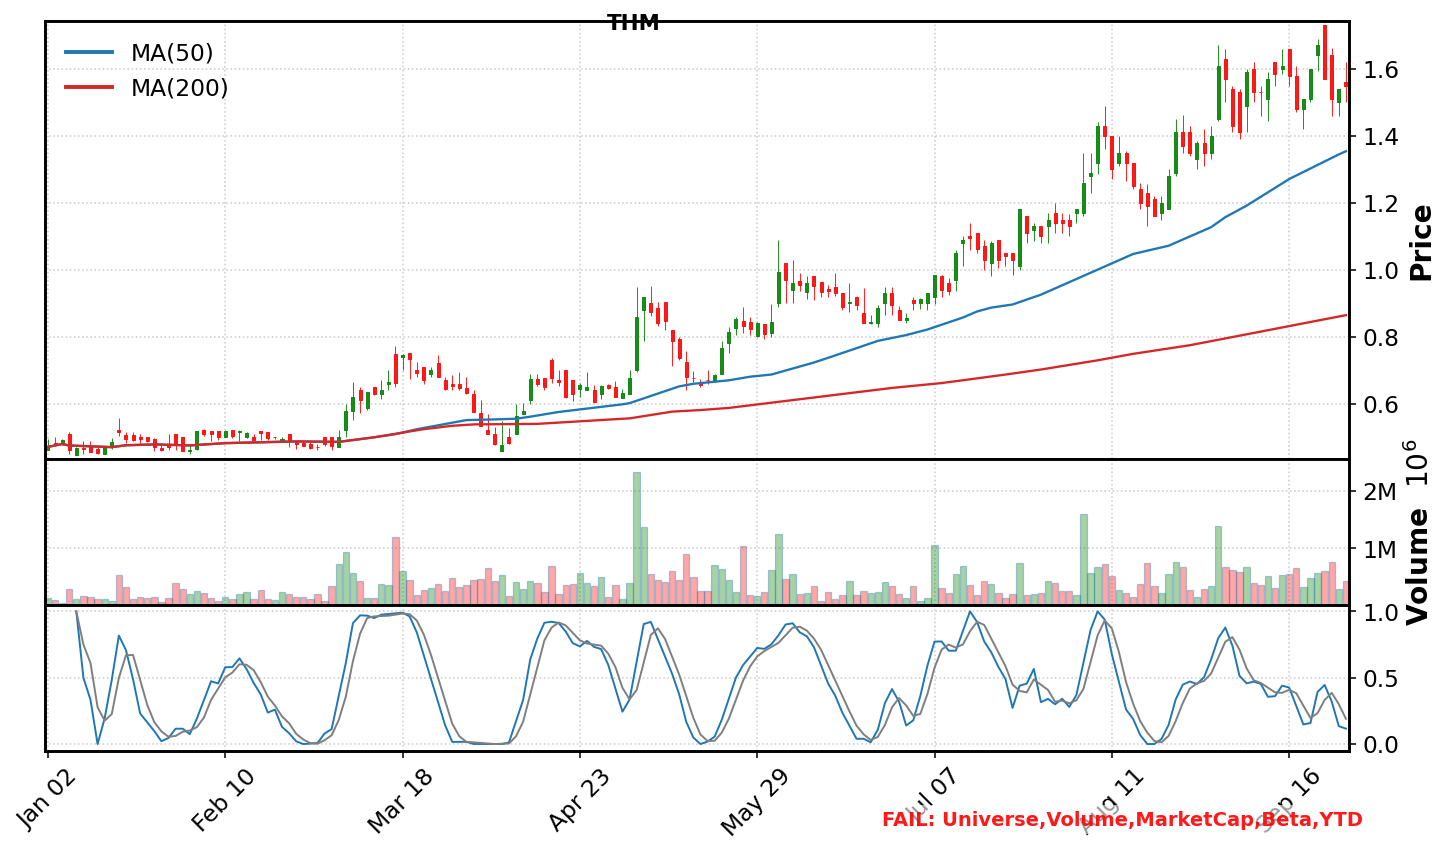 THM
MA(50)
MA(200)
1.6
1.4
1.2
1.0
0.8
0.6
Price
2M
1M
Volume 10^6
1.0
0.5
0.0
Jan 02
Feb 10
Mar 18
Apr 23
May 29
Jul 07
Aug 11
Sep 16
FAIL: Universe,Volume,MarketCap,Beta,YTD